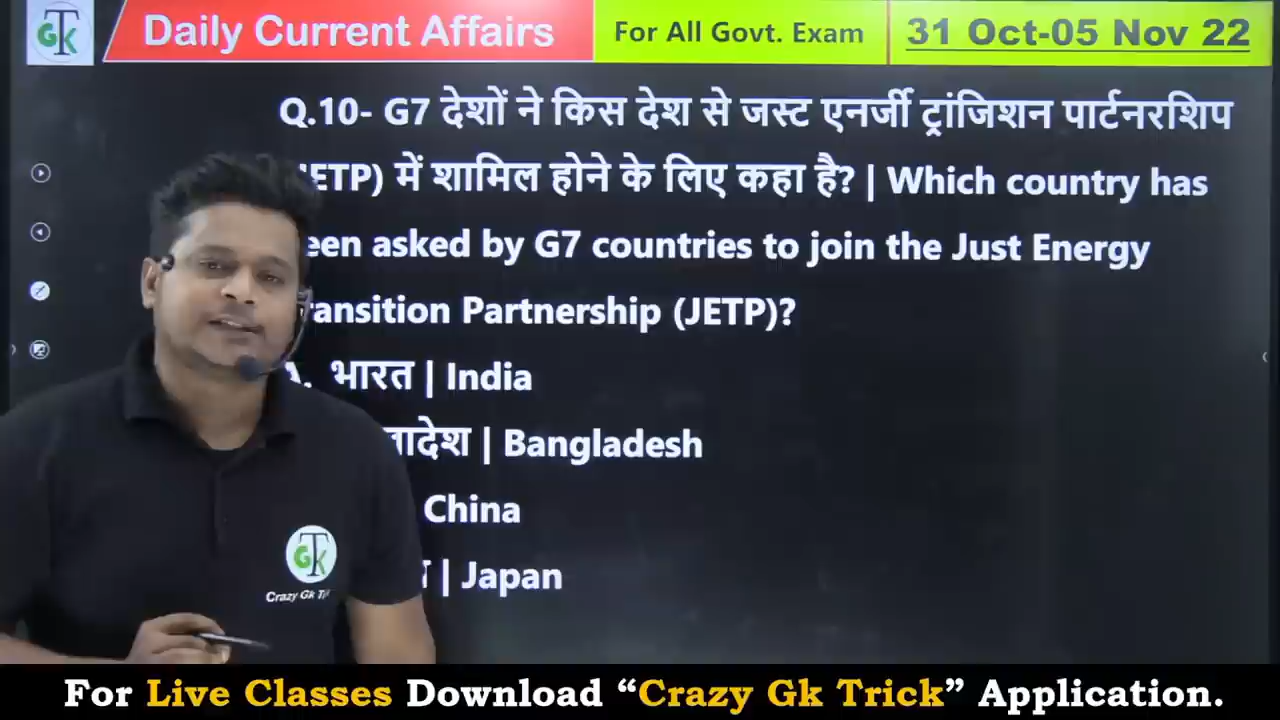 GTK Daily Current Affairs For All Govt. Exam 31 Oct-05 Nov 22
Q.10- G7 देशों ने किस देश से जस्ट एनर्जी ट्रांजिशन पार्टनरशिप
ETP) में शामिल होने के लिए कहा है? | Which country has
een asked by G7 countries to join the Just Energy
ransition Partnership (JETP)?
A. भारत | India
लादेश | Bangladesh
China
| Japan
GTK
Crazy Gk
For Live Classes Download “Crazy Gk Trick” Application.